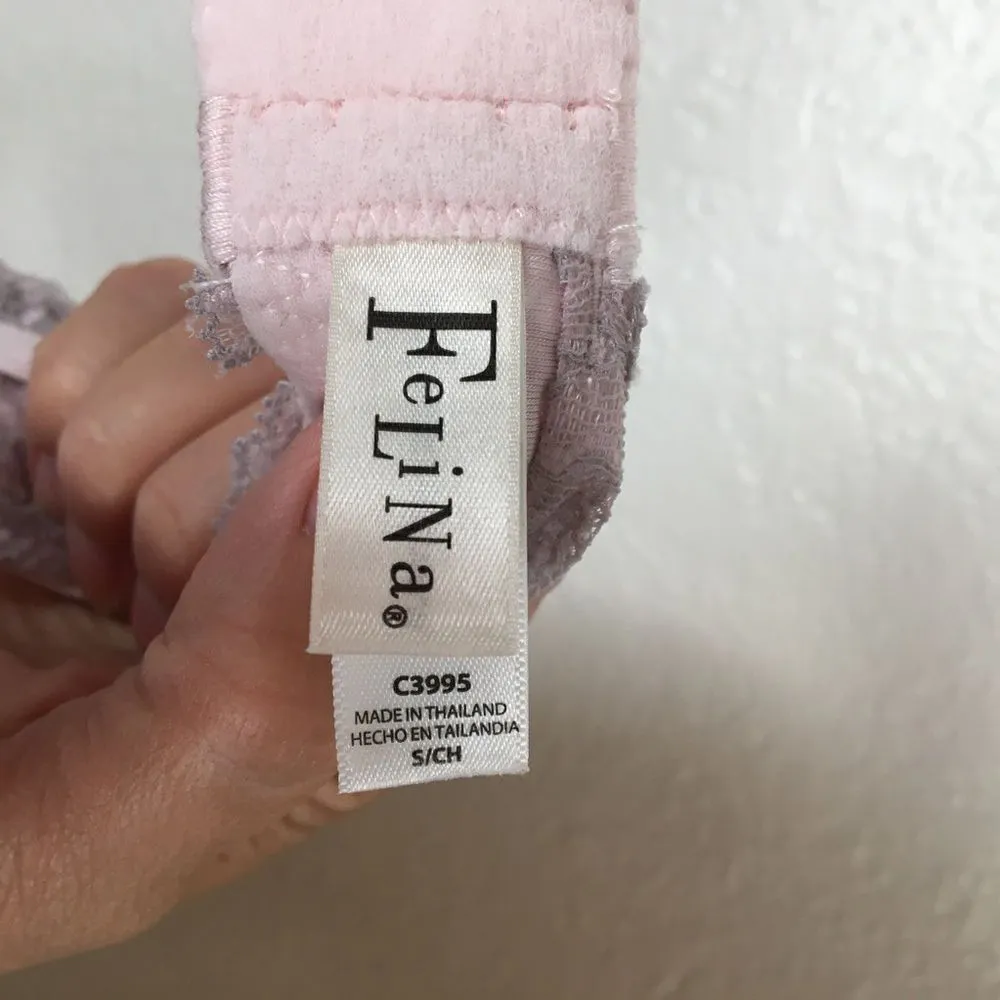 FeLiNa®
C3995
MADE IN THAILAND
HECHO EN TAILANDIA
S/CH